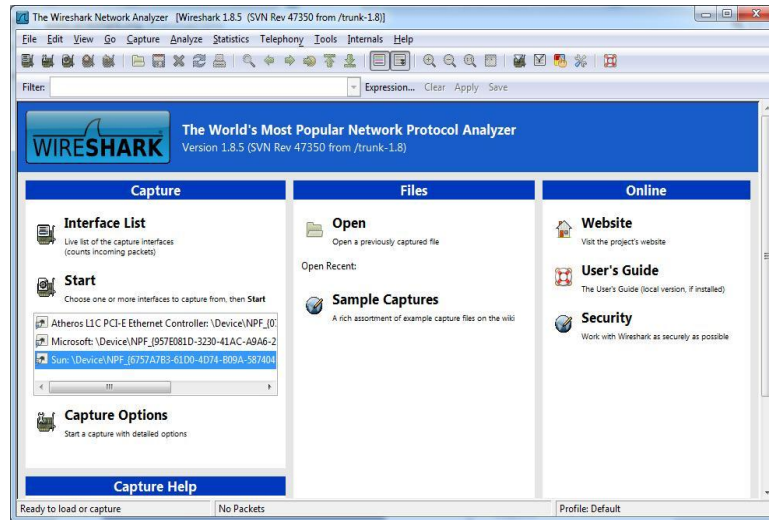 The Wireshark Network Analyzer [Wireshark 1.8.5 (SVN Rev 47350 from /trunk-1.8)]
File Edit View Go Capture Analyze Statistics Telephony Tools Internals Help
Filter: Expression... Clear Apply Save
WIRESHARK
The World's Most Popular Network Protocol Analyzer
Version 1.8.5 (SVN Rev 47350 from /trunk-1.8)
Capture
Interface List
Live list of the capture interfaces
(counts incoming packets)
Start
Choose one or more interfaces to capture from, then Start
Atheros L1C PCI-E Ethernet Controller: \Device\NPF_{0
Microsoft: \Device\NPF_{957E081D-3230-41AC-A9A6-2
Sun: \Device\NPF_{6757A7B3-61D0-4D74-B09A-587404
Capture Options
Start a capture with detailed options
Capture Help
Files
Open
Open a previously captured file
Open Recent:
Sample Captures
A rich assortment of example capture files on the wiki
Online
Website
Visit the project's website
User's Guide
The User's Guide (local version, if installed)
Security
Work with Wireshark as securely as possible
Ready to load or capture
No Packets
Profile: Default